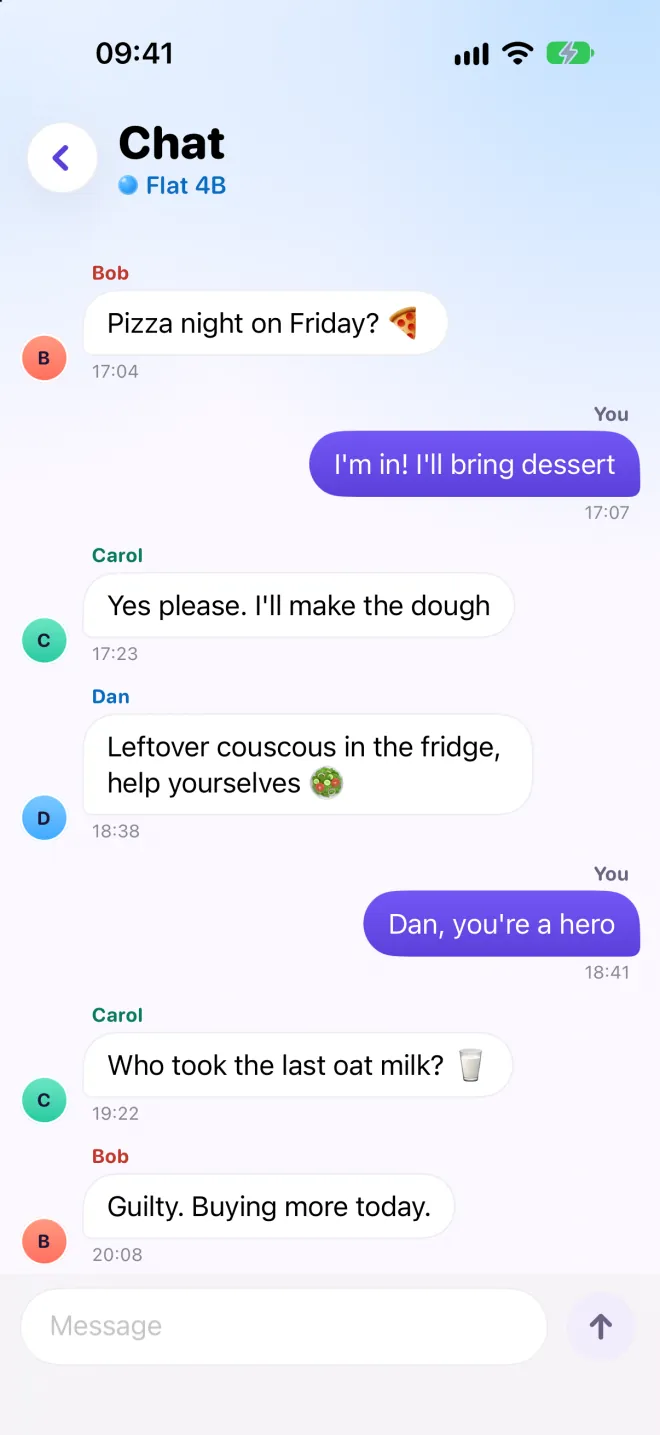 09:41
Chat
Flat 4B
Bob
Pizza night on Friday? 🍕
B
17:04
You
I'm in! I'll bring dessert
17:07
Carol
Yes please. I'll make the dough
C
17:23
Dan
Leftover couscous in the fridge,
help yourselves 🥗
D
18:38
You
Dan, you're a hero
18:41
Carol
Who took the last oat milk? 🥛
C
19:22
Bob
Guilty. Buying more today.
B
20:08
Message